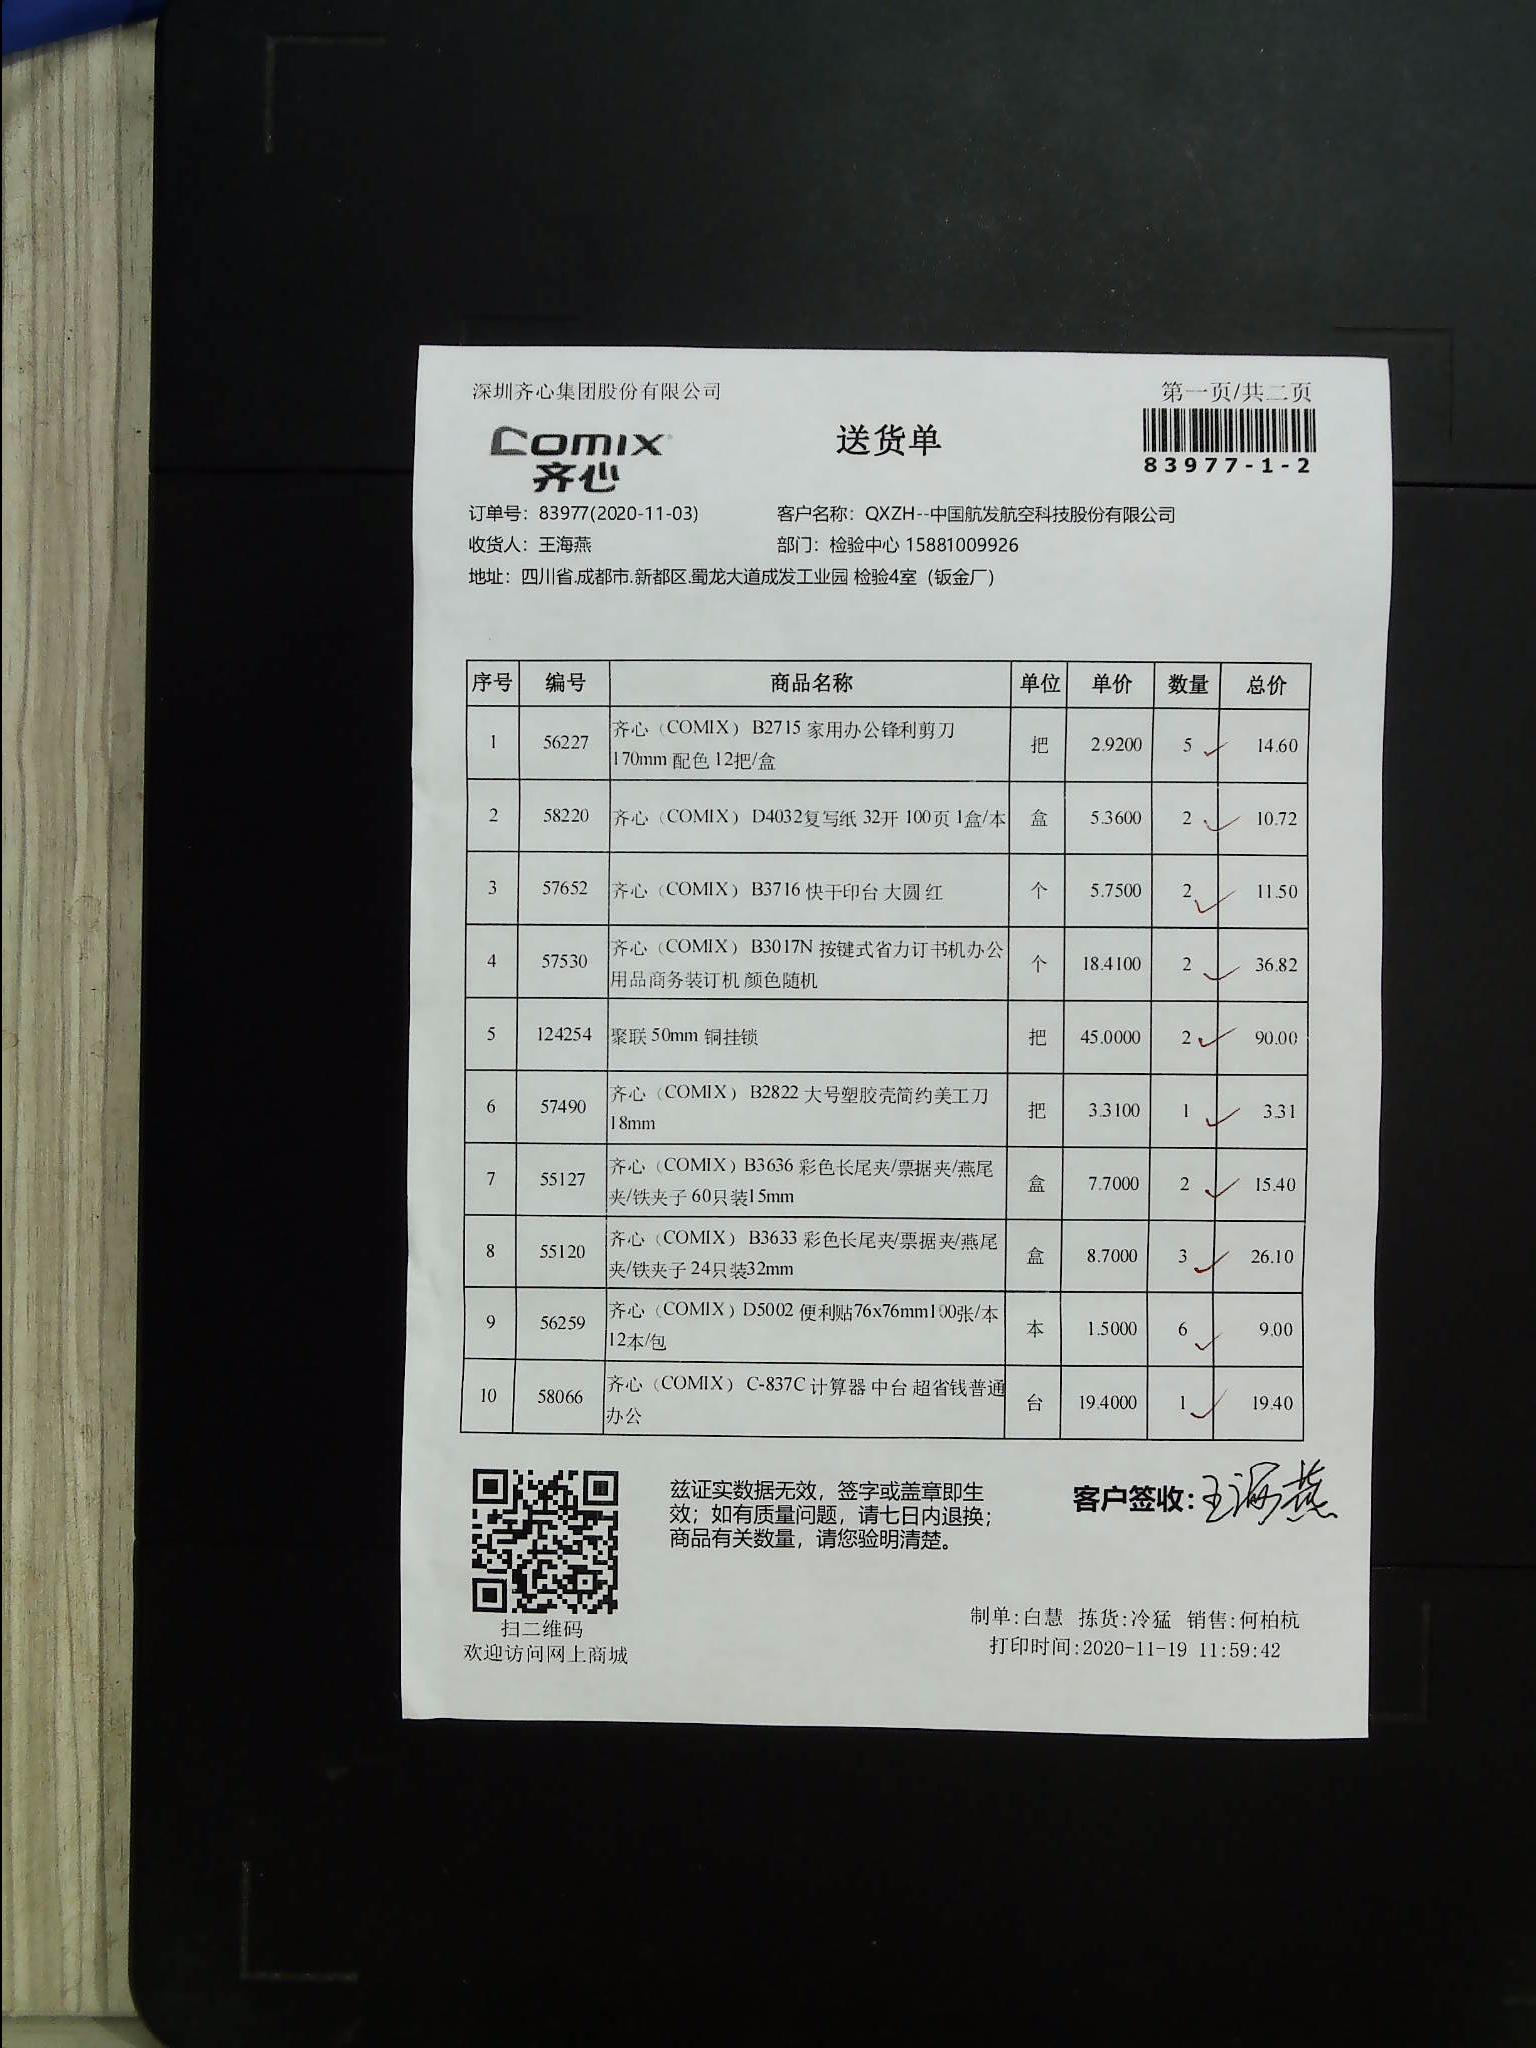 深圳齐心集团股份有限公司
第一页/共二页
COMIX
齐心
送货单
83977-1-2
订单号：83977(2020-11-03) 客户名称：QXZH--中国航发航空科技股份有限公司
收货人：王海燕 部门：检验中心 15881009926
地址：四川省.成都市.新都区.蜀龙大道成发工业园 检验4室（钣金厂）
序号 编号 商品名称 单位 单价 数量 总价
1 56227 齐心（COMIX） B2715 家用办公锋利剪刀 把 2.9200 5 14.60
170mm 配色 12把/盒
2 58220 齐心（COMIX） D4032复写纸 32开 100页 1盒/本 盒 5.3600 2 10.72
3 57652 齐心（COMIX） B3716 快干印台 大圆 红 个 5.7500 2 11.50
4 57530 齐心（COMIX） B3017N 按键式省力订书机办公 个 18.4100 2 36.82
用品商务装订机 颜色随机
5 124254 聚联 50mm 铜挂锁 把 45.0000 2 90.00
6 57490 齐心（COMIX） B2822 大号塑胶壳简约美工刀 把 3.3100 1 3.31
18mm
7 55127 齐心（COMIX）B3636 彩色长尾夹/票据夹/燕尾 盒 7.7000 2 15.40
夹/铁夹子 60只装15mm
8 55120 齐心（COMIX） B3633 彩色长尾夹/票据夹/燕尾 盒 8.7000 3 26.10
夹/铁夹子 24只装32mm
9 56259 齐心（COMIX）D5002 便利贴76x76mm100张/本 本 1.5000 6 9.00
12本/包
10 58066 齐心（COMIX） C-837C 计算器 中台 超省钱普通 台 19.4000 1 19.40
办公
兹证实数据无效，签字或盖章即生
效；如有质量问题，请七日内退换；
商品有关数量，请您验明清楚。
客户签收：王海燕
扫二维码
欢迎访问网上商城
制单:白慧 拣货:冷猛 销售:何柏杭
打印时间:2020-11-19 11:59:42